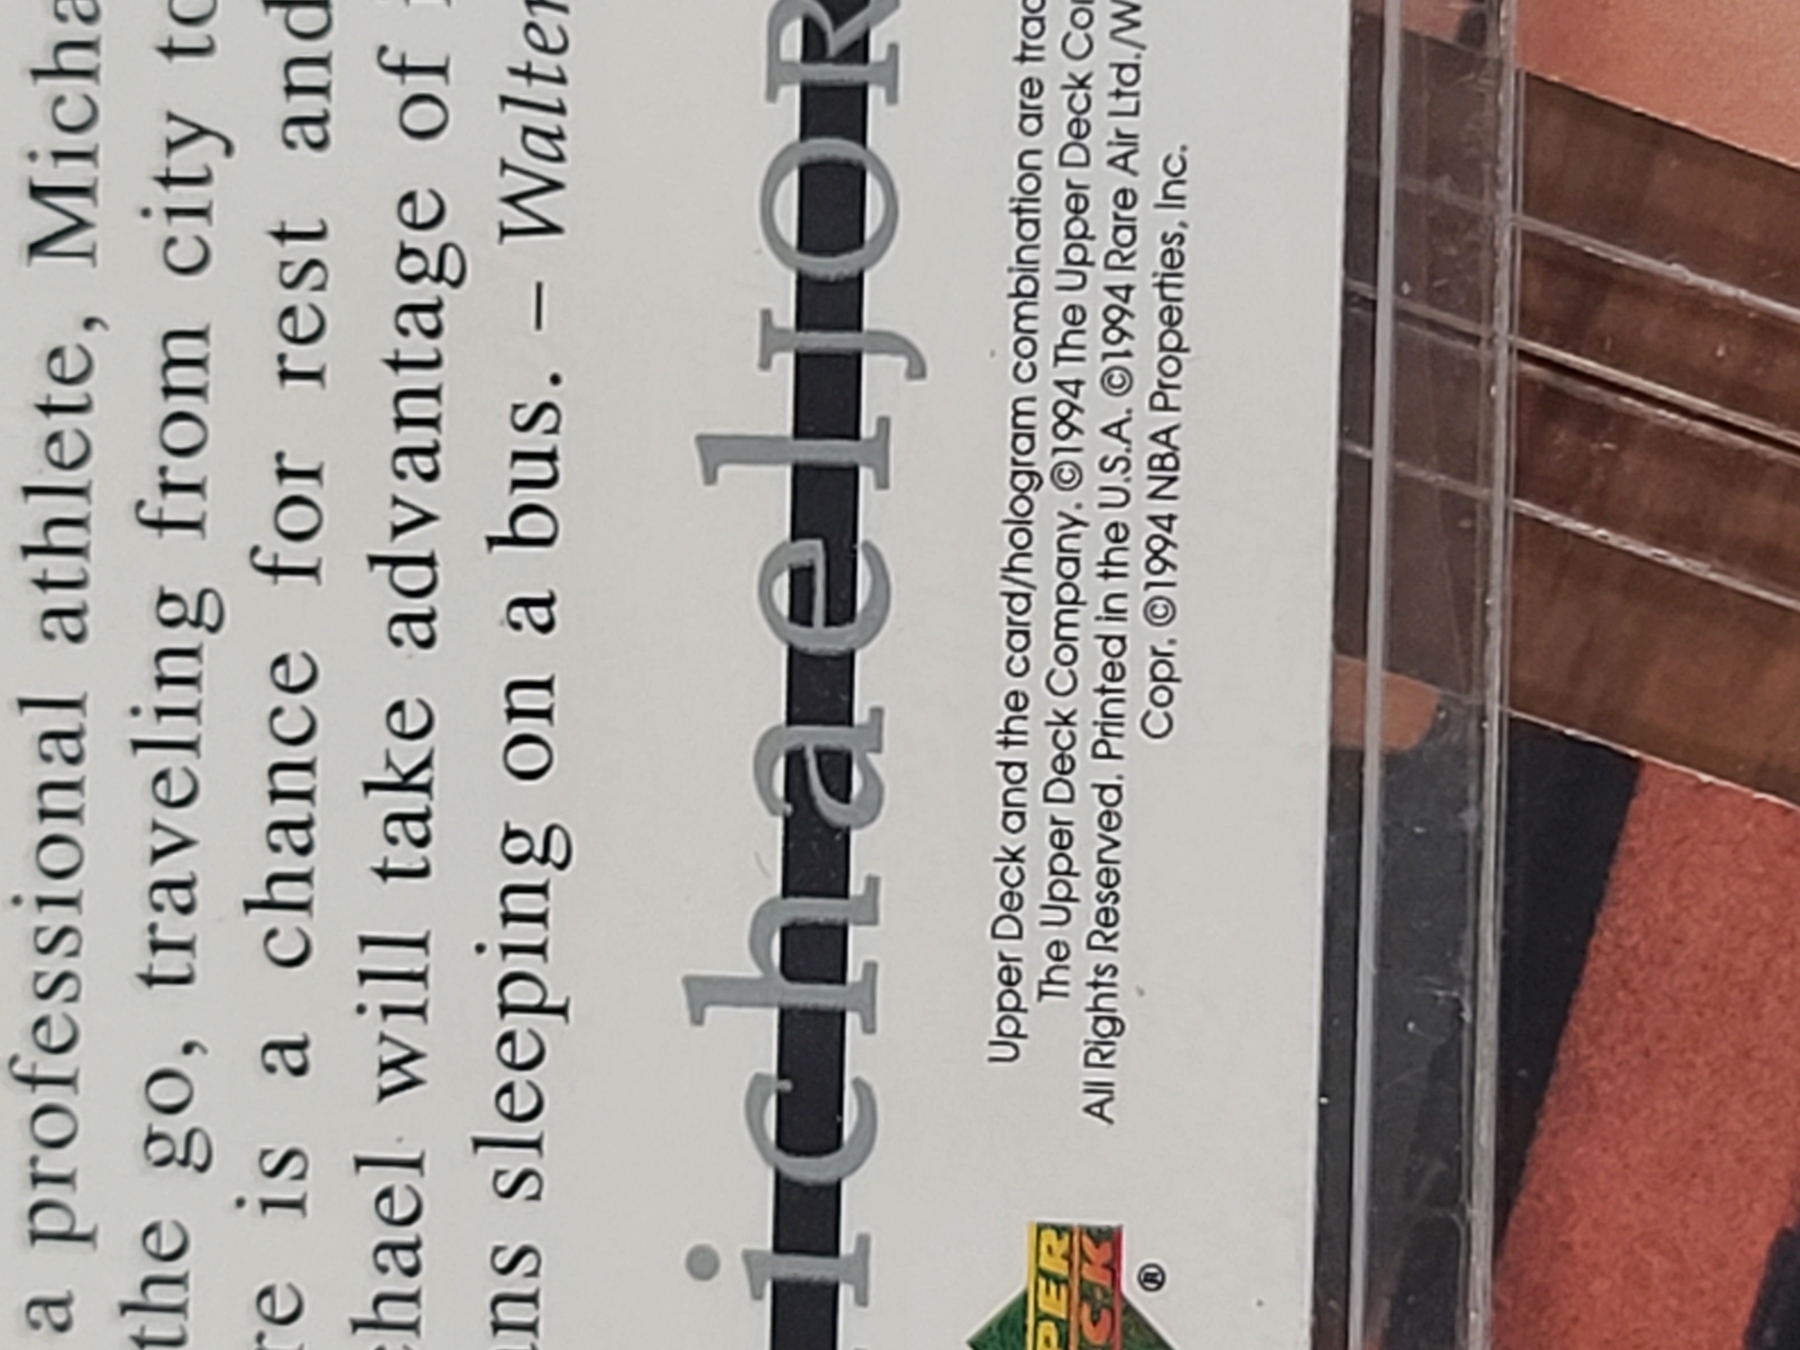 a professional athlete, Micha
the go, traveling from city to
re is a chance for rest and
chael will take advantage of
ns sleeping on a bus. – Walter
ichael Jor
Upper Deck and the card/hologram combination are trad
The Upper Deck Company. ©1994 The Upper Deck Co
All Rights Reserved. Printed in the U.S.A. ©1994 Rare Air Ltd./W
Copr. ©1994 NBA Properties, Inc.
PER
CK
®